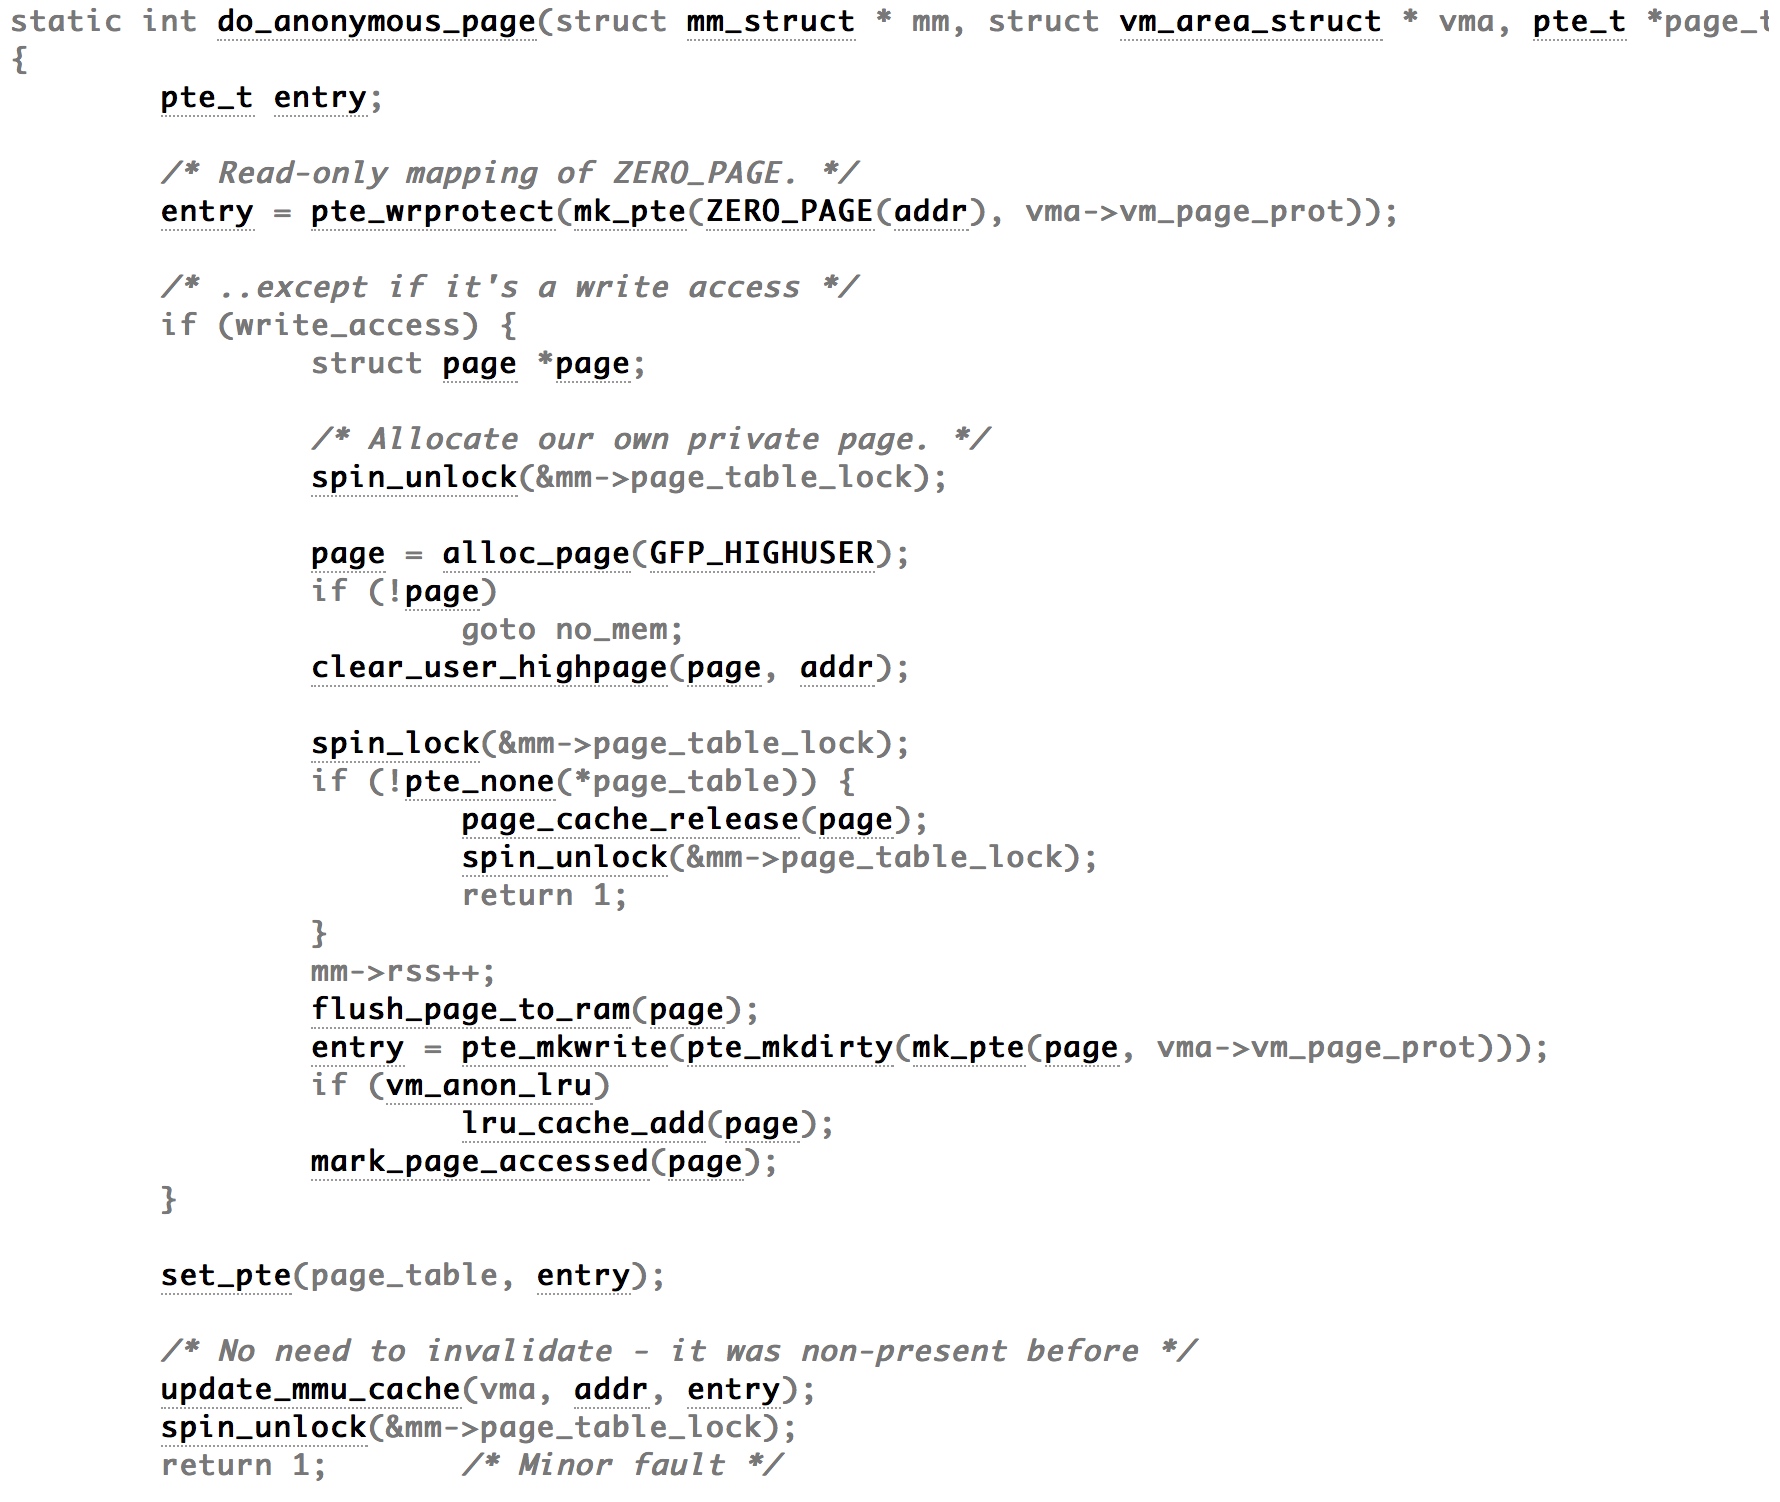 static int do_anonymous_page(struct mm_struct * mm, struct vm_area_struct * vma, pte_t *page_t
{
pte_t entry;
/* Read-only mapping of ZERO_PAGE. */
entry = pte_wrprotect(mk_pte(ZERO_PAGE(addr), vma->vm_page_prot));
/* ..except if it's a write access */
if (write_access) {
struct page *page;
/* Allocate our own private page. */
spin_unlock(&mm->page_table_lock);
page = alloc_page(GFP_HIGHUSER);
if (!page)
goto no_mem;
clear_user_highpage(page, addr);
spin_lock(&mm->page_table_lock);
if (!pte_none(*page_table)) {
page_cache_release(page);
spin_unlock(&mm->page_table_lock);
return 1;
}
mm->rss++;
flush_page_to_ram(page);
entry = pte_mkwrite(pte_mkdirty(mk_pte(page, vma->vm_page_prot)));
if (vm_anon_lru)
lru_cache_add(page);
mark_page_accessed(page);
}
set_pte(page_table, entry);
/* No need to invalidate - it was non-present before */
update_mmu_cache(vma, addr, entry);
spin_unlock(&mm->page_table_lock);
return 1; /* Minor fault */